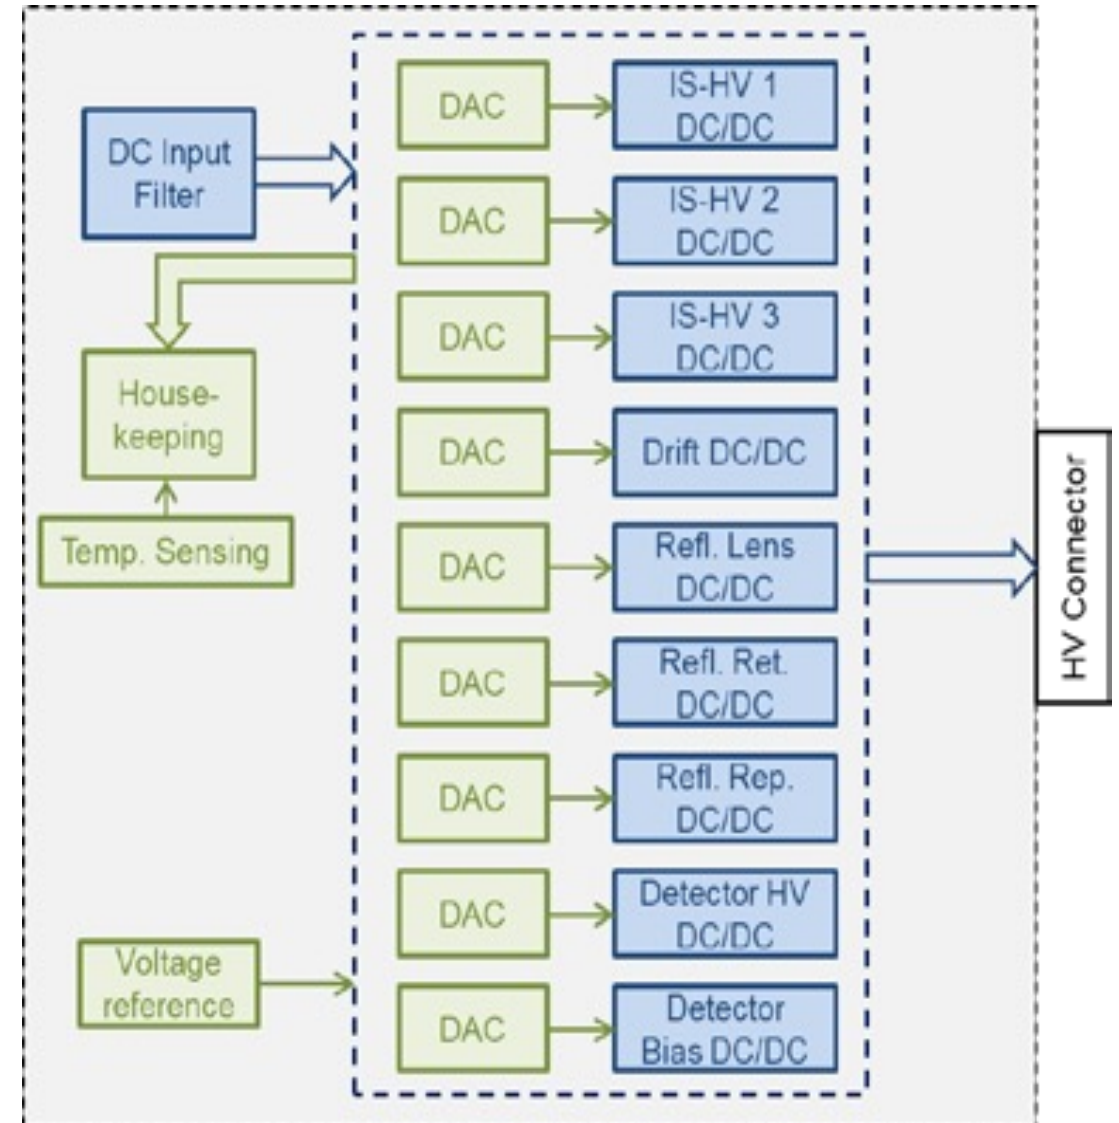 DC Input
Filter
House-
keeping
Temp. Sensing
Voltage
reference
DAC
IS-HV 1
DC/DC
DAC
IS-HV 2
DC/DC
DAC
IS-HV 3
DC/DC
DAC
Drift DC/DC
DAC
Refl. Lens
DC/DC
DAC
Refl. Ret.
DC/DC
DAC
Refl. Rep.
DC/DC
DAC
Detector HV
DC/DC
DAC
Detector
Bias DC/DC
HV Connector